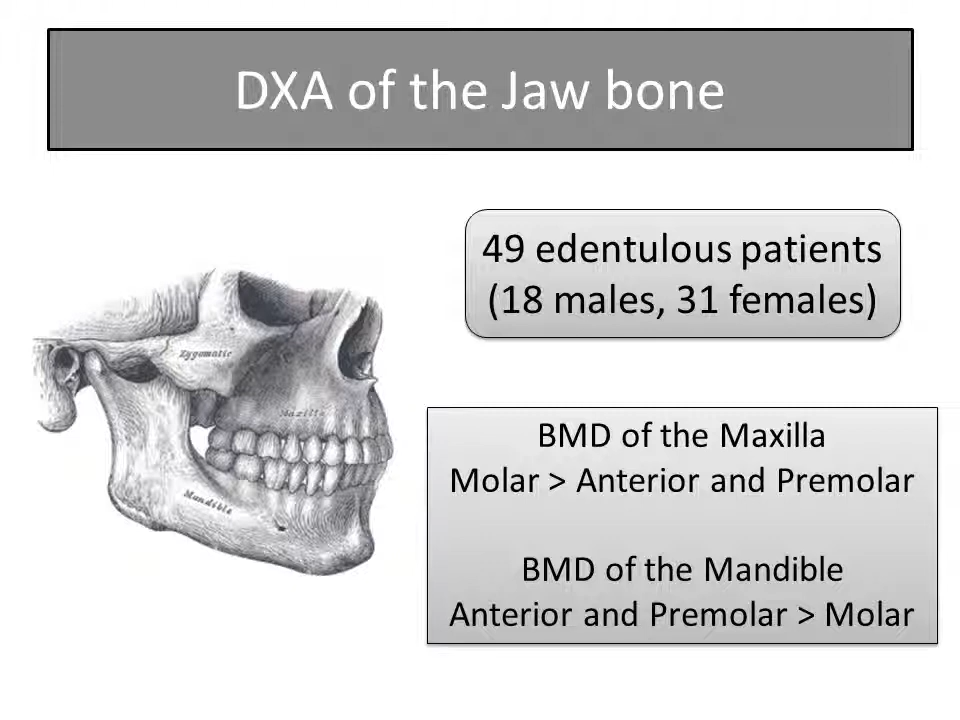 DXA of the Jaw bone
49 edentulous patients
(18 males, 31 females)
Zygomatic
Maxilla
Mandible
BMD of the Maxilla
Molar > Anterior and Premolar
BMD of the Mandible
Anterior and Premolar > Molar